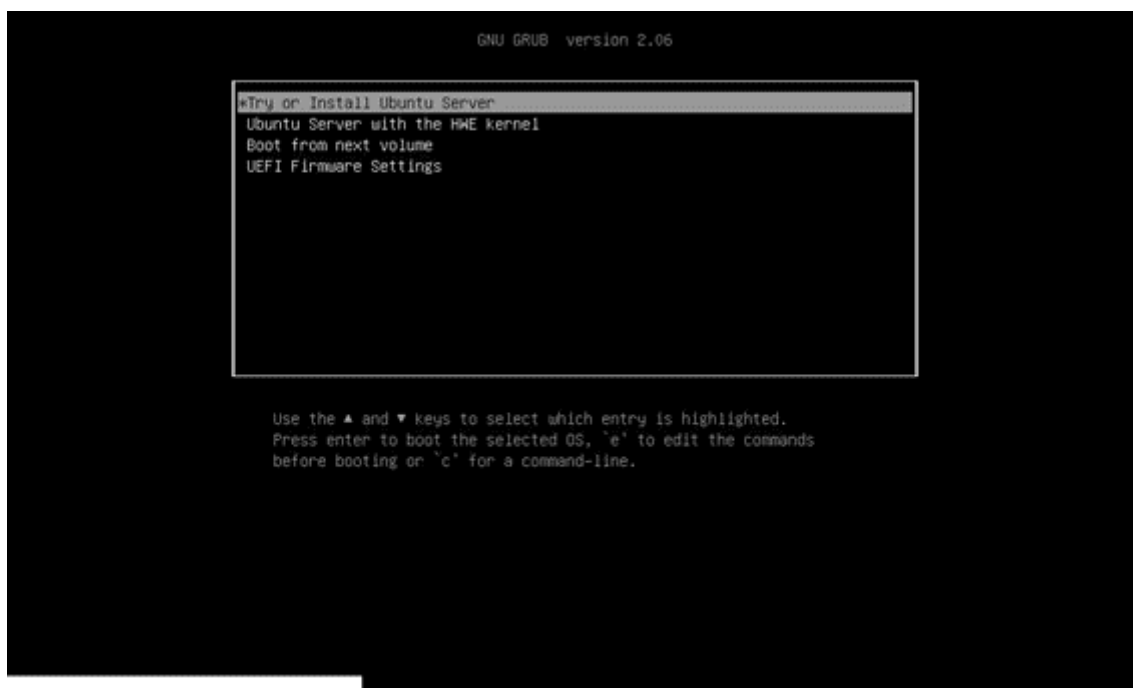 GNU GRUB version 2.06
*Try or Install Ubuntu Server
Ubuntu Server with the HWE kernel
Boot from next volume
UEFI Firmware Settings
Use the ▲ and ▼ keys to select which entry is highlighted.
Press enter to boot the selected OS, `e' to edit the commands
before booting or `c' for a command-line.